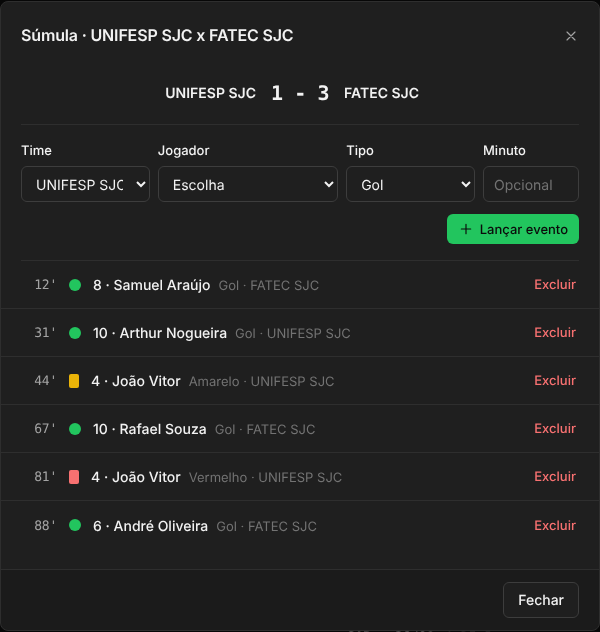 Súmula · UNIFESP SJC x FATEC SJC
UNIFESP SJC 1 - 3 FATEC SJC
Time Jogador Tipo Minuto
UNIFESP SJC Escolha Gol Opcional
+ Lançar evento
12' 8 · Samuel Araújo Gol · FATEC SJC Excluir
31' 10 · Arthur Nogueira Gol · UNIFESP SJC Excluir
44' 4 · João Vitor Amarelo · UNIFESP SJC Excluir
67' 10 · Rafael Souza Gol · FATEC SJC Excluir
81' 4 · João Vitor Vermelho · UNIFESP SJC Excluir
88' 6 · André Oliveira Gol · FATEC SJC Excluir
Fechar